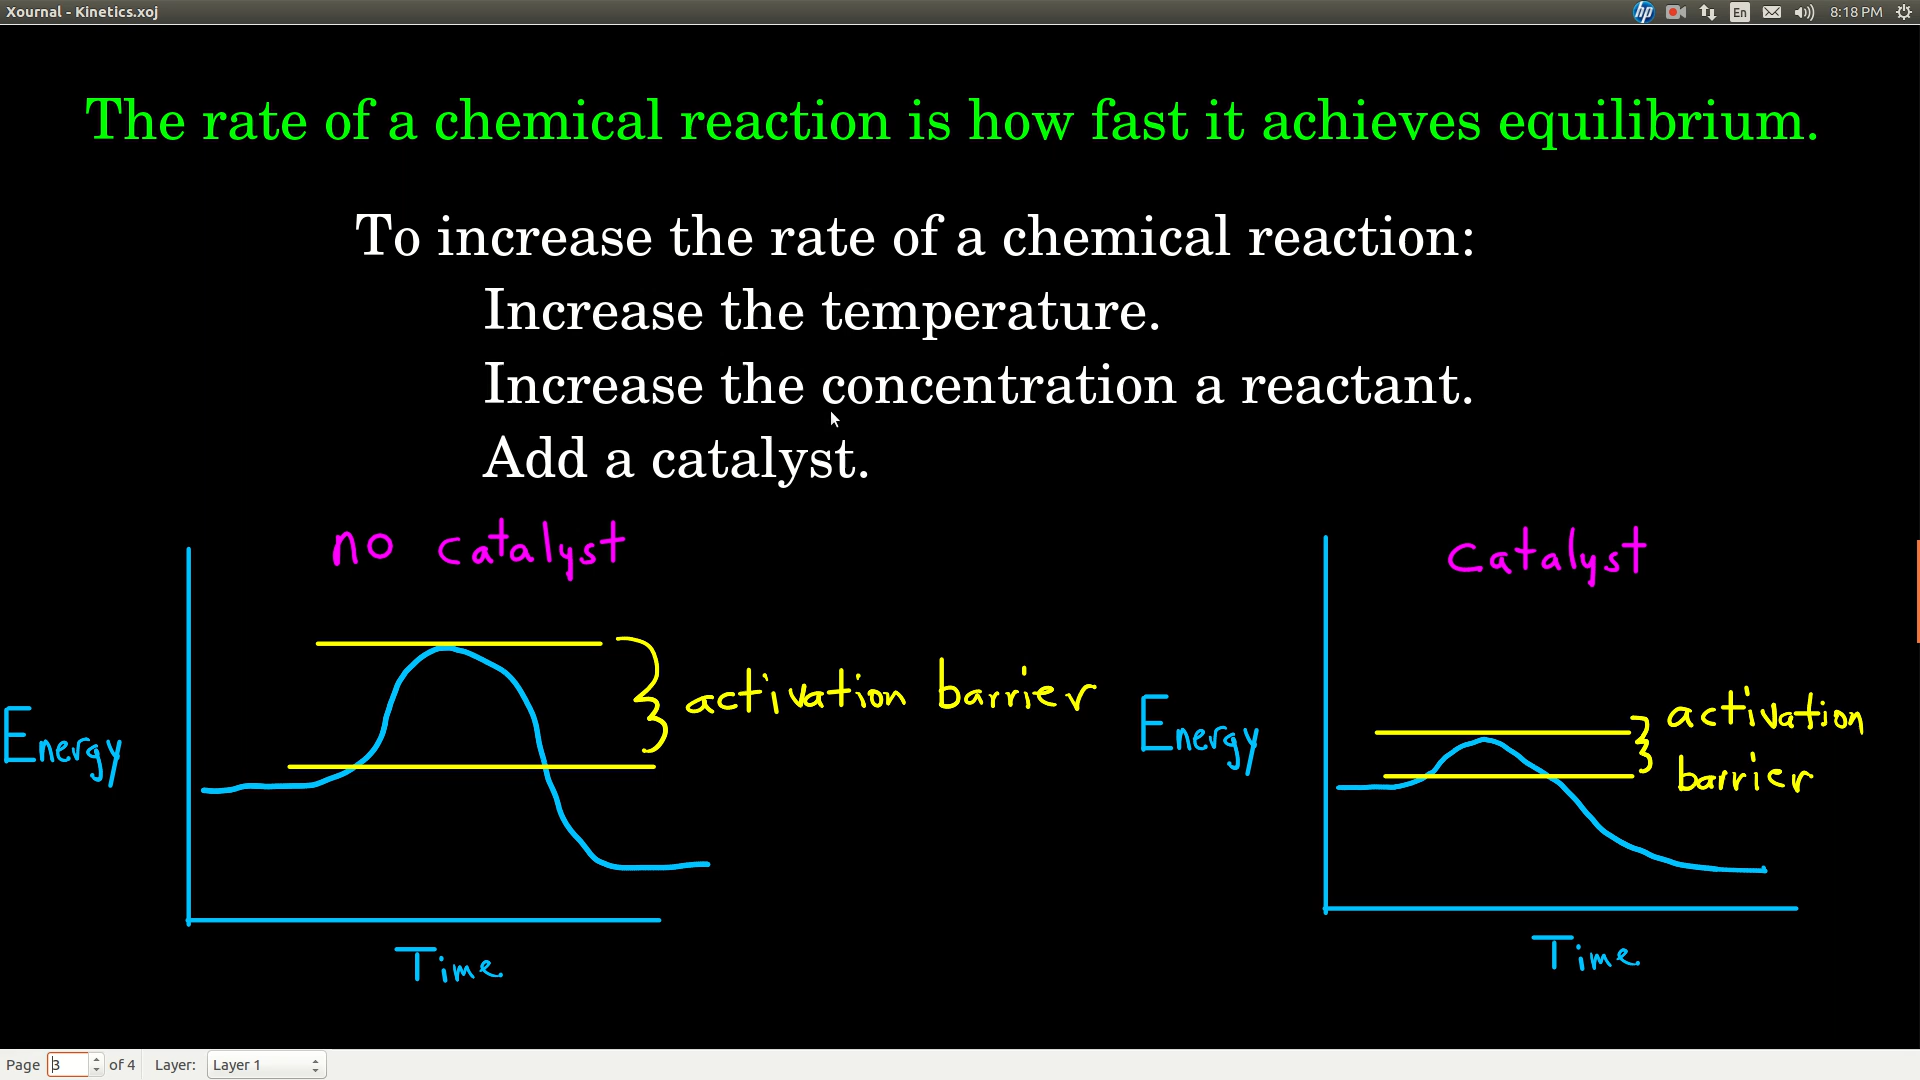 Xournal - Kinetics.xoj
hp En 8:18 PM
The rate of a chemical reaction is how fast it achieves equilibrium.
To increase the rate of a chemical reaction:
Increase the temperature.
Increase the concentration a reactant.
Add a catalyst.
no catalyst
activation barrier
Energy
Time
catalyst
activation
barrier
Energy
Time
Page 3 of 4 Layer: Layer 1